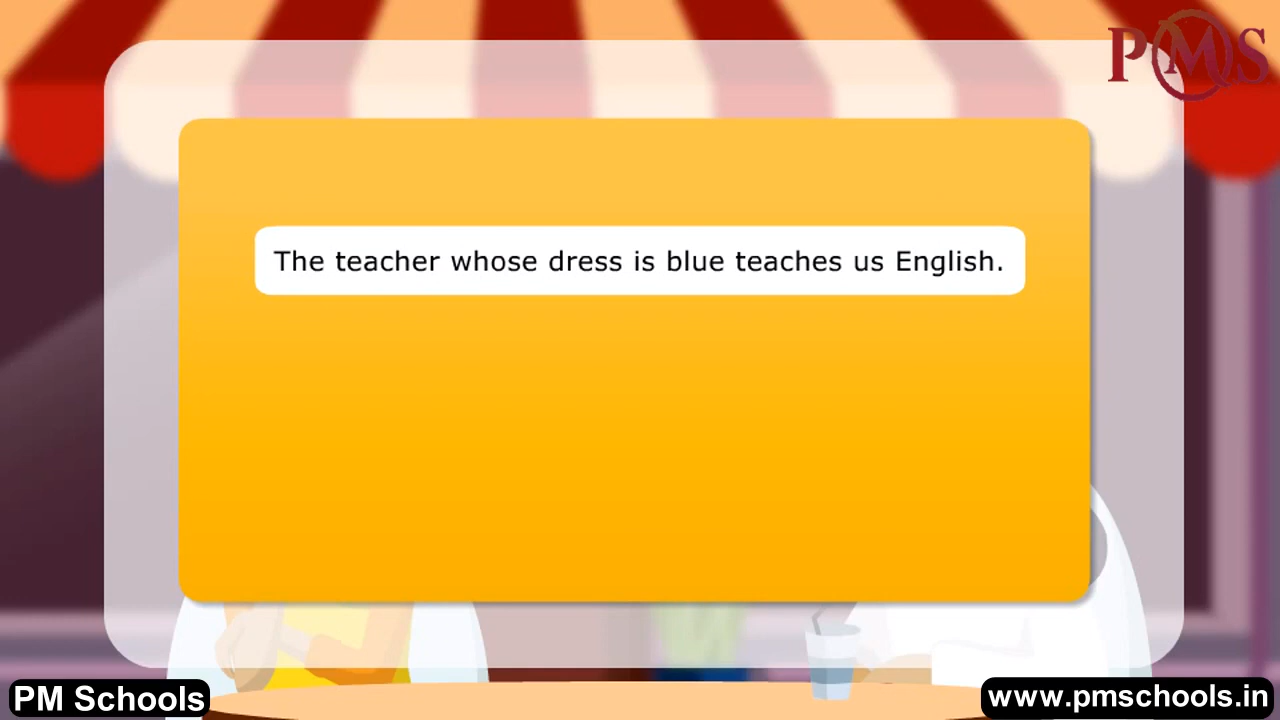 PMS
The teacher whose dress is blue teaches us English.
PM Schools
www.pmschools.in